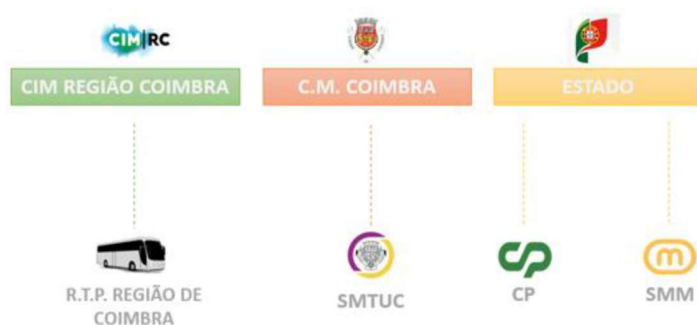 CIM|RC
CIM REGIÃO COIMBRA
C.M. COIMBRA
ESTADO
R.T.P. REGIÃO DE
COIMBRA
SMTUC
CP
SMM